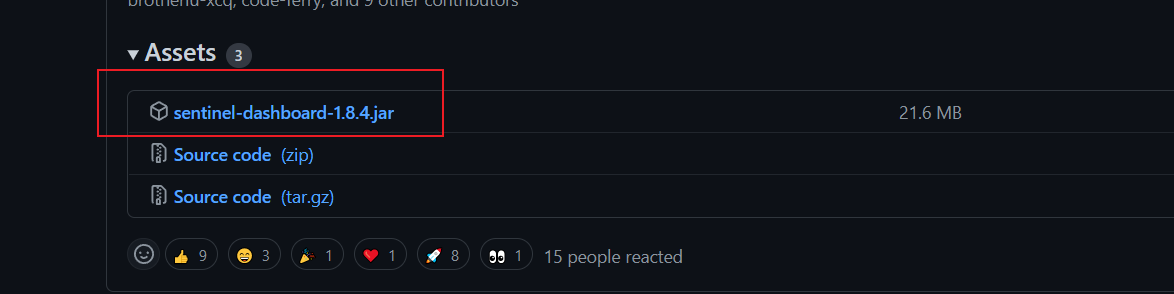 brothehu-xcq, code-ferry, and 9 other contributors
Assets 3
sentinel-dashboard-1.8.4.jar 21.6 MB
Source code (zip)
Source code (tar.gz)
9 3 1 1 8 1 15 people reacted